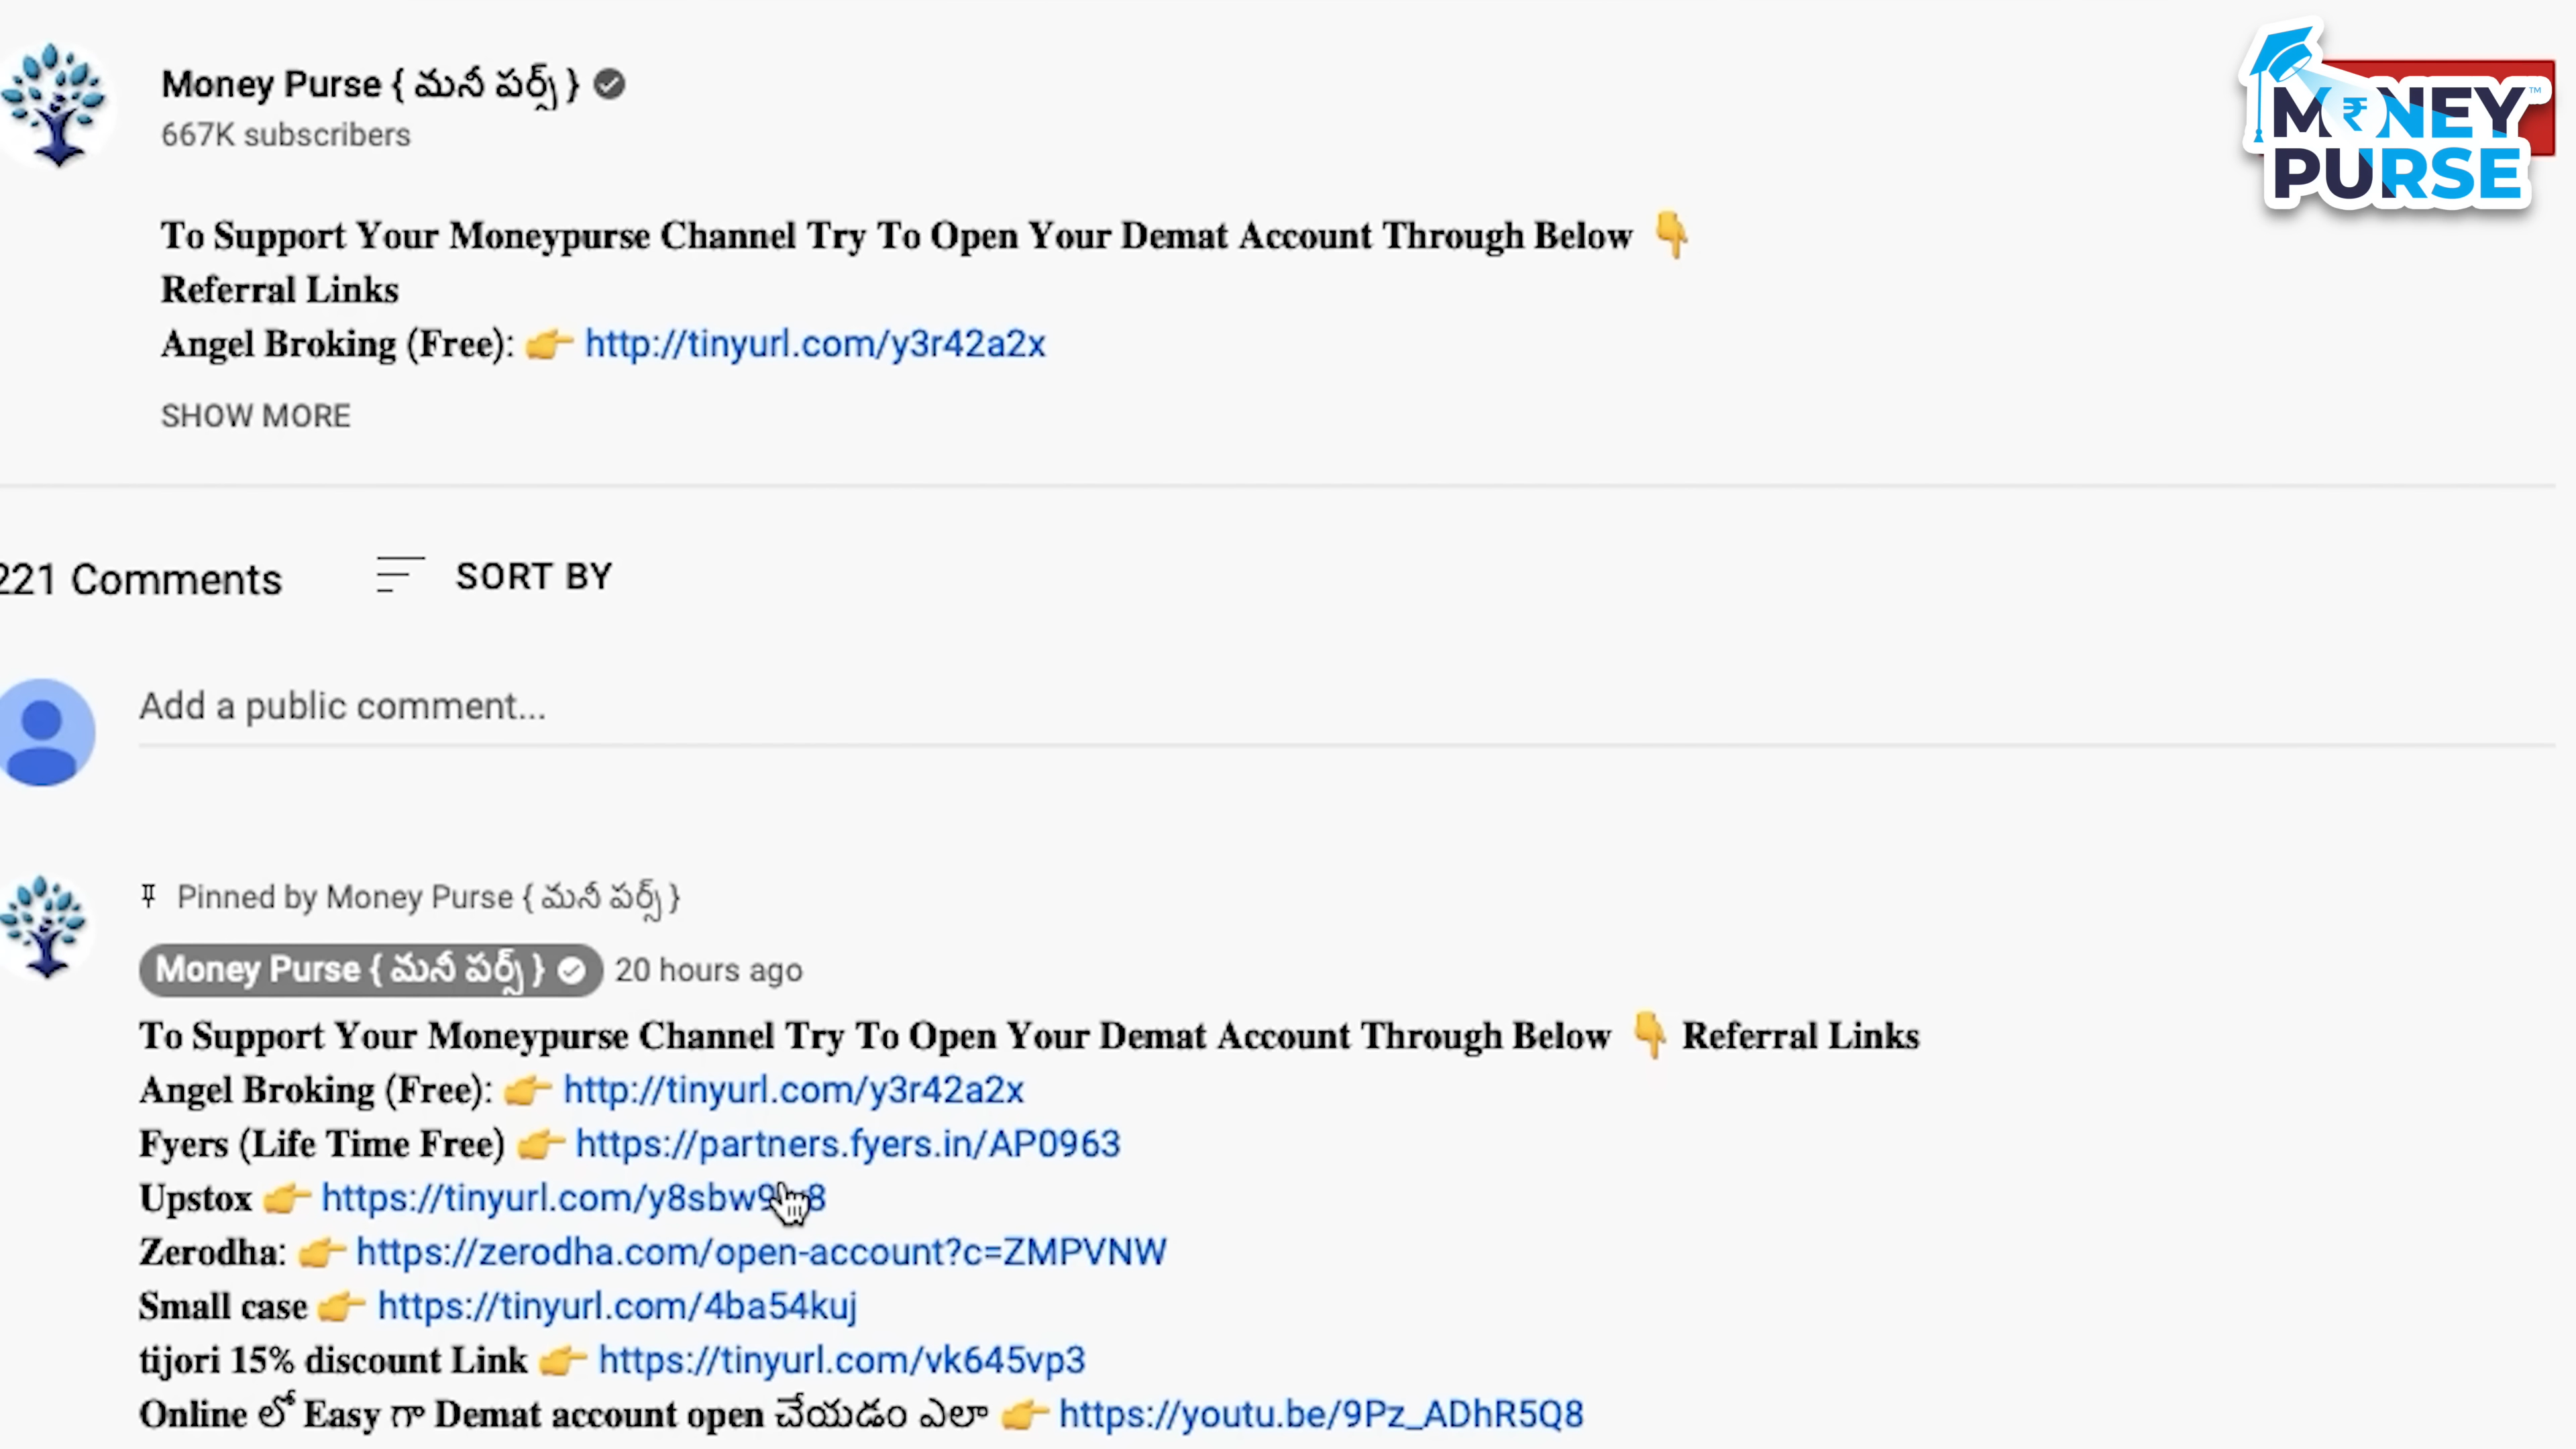 Money Purse { మనీ పర్స్ }
667K subscribers
MONEY PURSE ™
To Support Your Moneypurse Channel Try To Open Your Demat Account Through Below 👇
Referral Links
Angel Broking (Free): 👉 http://tinyurl.com/y3r42a2x
SHOW MORE
221 Comments
SORT BY
Add a public comment...
Pinned by Money Purse { మనీ పర్స్ }
Money Purse { మనీ పర్స్ } 20 hours ago
To Support Your Moneypurse Channel Try To Open Your Demat Account Through Below 👇 Referral Links
Angel Broking (Free): 👉 http://tinyurl.com/y3r42a2x
Fyers (Life Time Free) 👉 https://partners.fyers.in/AP0963
Upstox 👉
Zerodha: 👉 https://zerodha.com/open-account?c=ZMPVNW
Small case 👉 https://tinyurl.com/4ba54kuj
tijori 15% discount Link 👉 https://tinyurl.com/vk645vp3
Online లో Easy గా Demat account open చేయడం ఎలా 👉 https://youtu.be/9Pz_ADhR5Q8